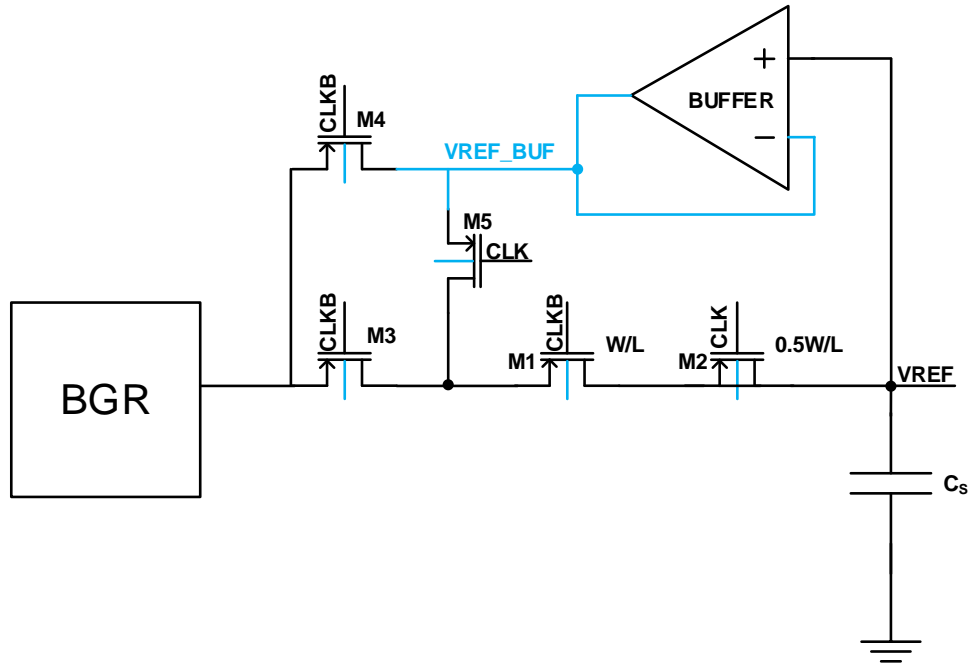 +
BUFFER
−
CLKB
M4
VREF_BUF
M5
CLK
BGR
CLKB
M3
CLKB
M1
W/L
CLK
M2
0.5W/L
VREF
CS